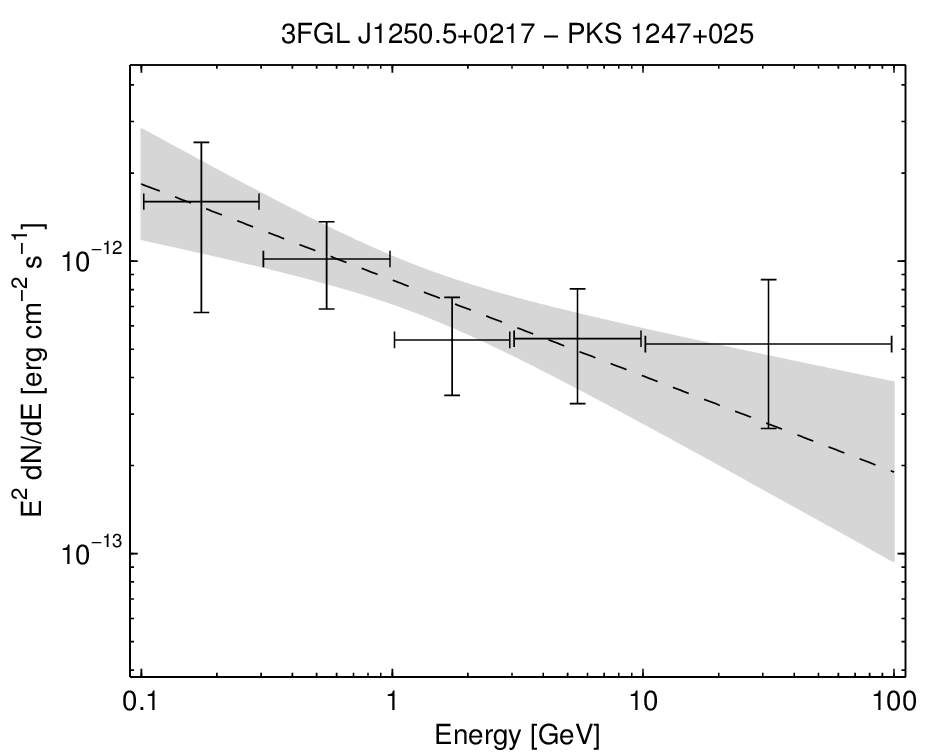 3FGL J1250.5+0217 − PKS 1247+025
E² dN/dE [erg cm⁻² s⁻¹]
10⁻¹²
10⁻¹³
0.1 1 10 100
Energy [GeV]